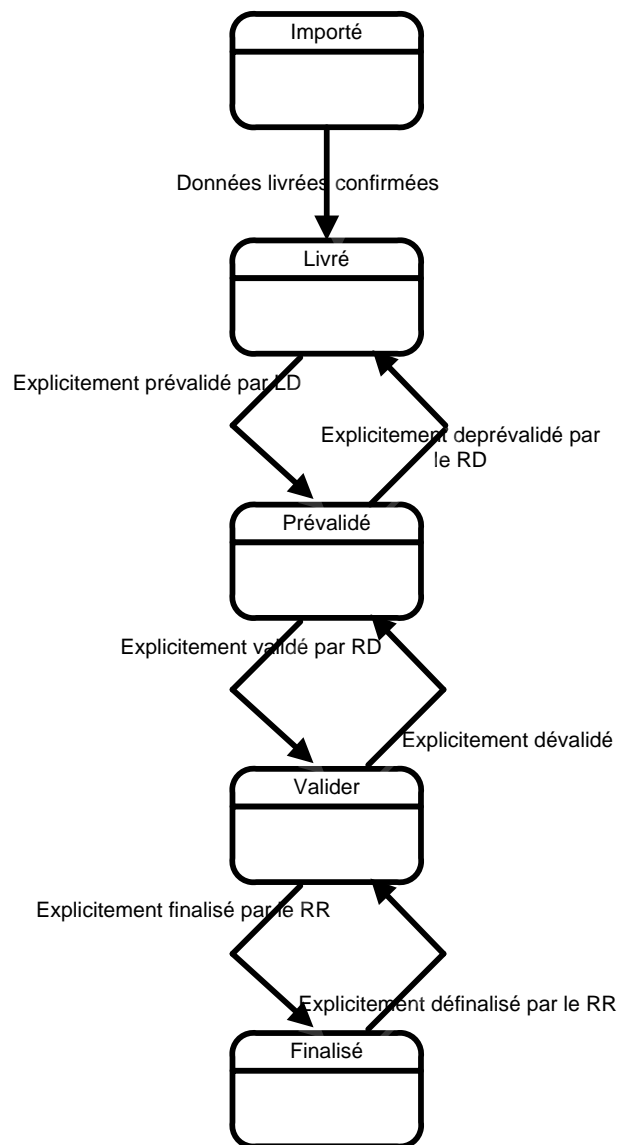 Importé
Données livrées confirmées
Livré
Explicitement prévalidé par LD
Explicitement deprévalidé par
le RD
Prévalidé
Explicitement validé par RD
Explicitement dévalidé
Valider
Explicitement finalisé par le RR
Explicitement définalisé par le RR
Finalisé